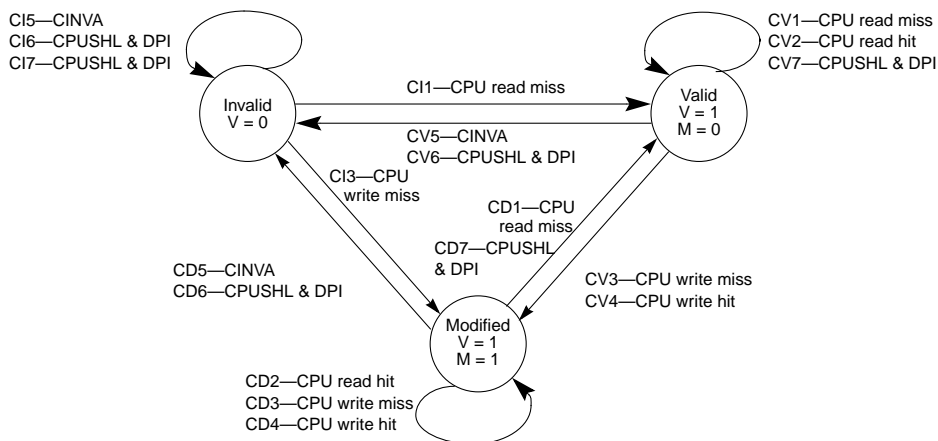 CI5—CINVA
CI6—CPUSHL & DPI
CI7—CPUSHL & DPI
CV1—CPU read miss
CV2—CPU read hit
CV7—CPUSHL & DPI
Invalid
V = 0
CI1—CPU read miss
Valid
V = 1
M = 0
CV5—CINVA
CV6—CPUSHL & DPI
CI3—CPU
write miss
CD1—CPU
read miss
CD7—CPUSHL
& DPI
CD5—CINVA
CD6—CPUSHL & DPI
CV3—CPU write miss
CV4—CPU write hit
Modified
V = 1
M = 1
CD2—CPU read hit
CD3—CPU write miss
CD4—CPU write hit